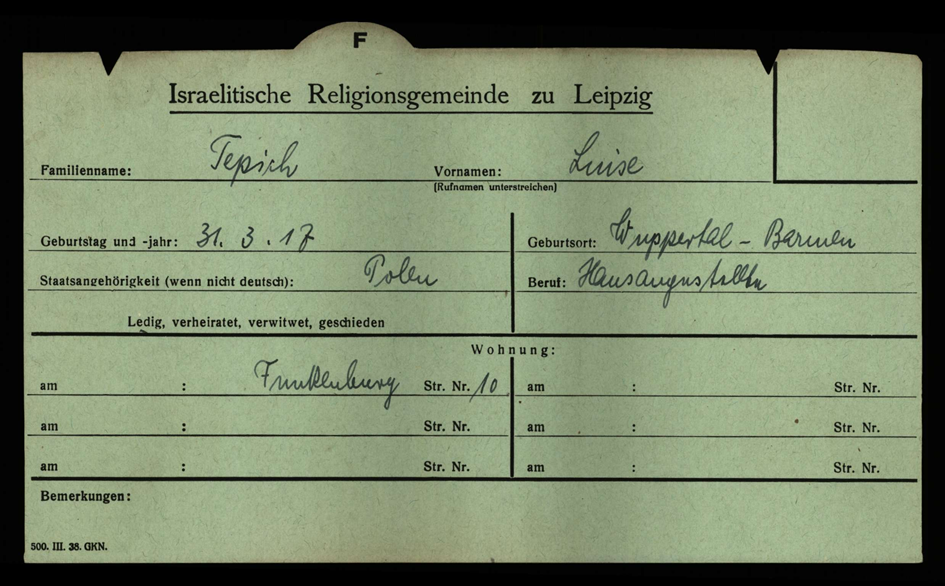 F
Israelitische Religionsgemeinde zu Leipzig
Familienname: Tepich Vornamen: Luise
(Rufnamen unterstreichen)
Geburtstag und -jahr: 31. 3. 17 Geburtsort: Wuppertal - Barmen
Staatsangehörigkeit (wenn nicht deutsch): Polen Beruf: Hausangestellte
Ledig, verheiratet, verwitwet, geschieden
Wohnung:
am : Funkenburg Str. Nr. 10 am : Str. Nr.
am : Str. Nr. am : Str. Nr.
am : Str. Nr. am : Str. Nr.
Bemerkungen:
500. III. 38. GKN.